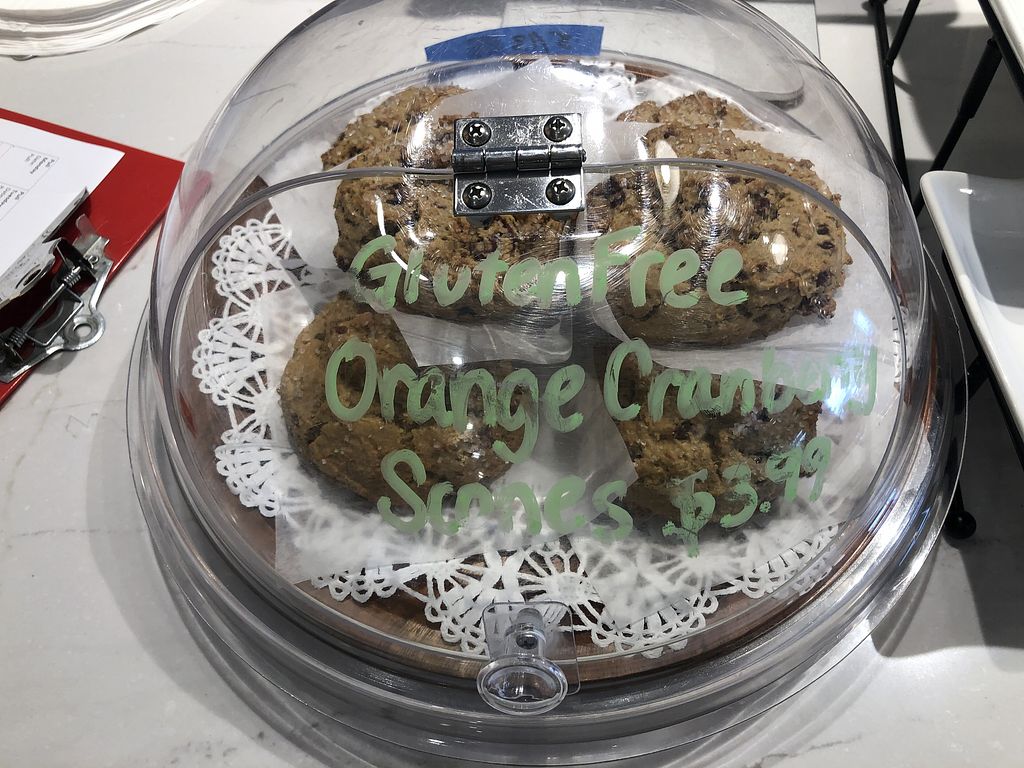 Gluten Free
Orange Cranberry
Scones $3.99